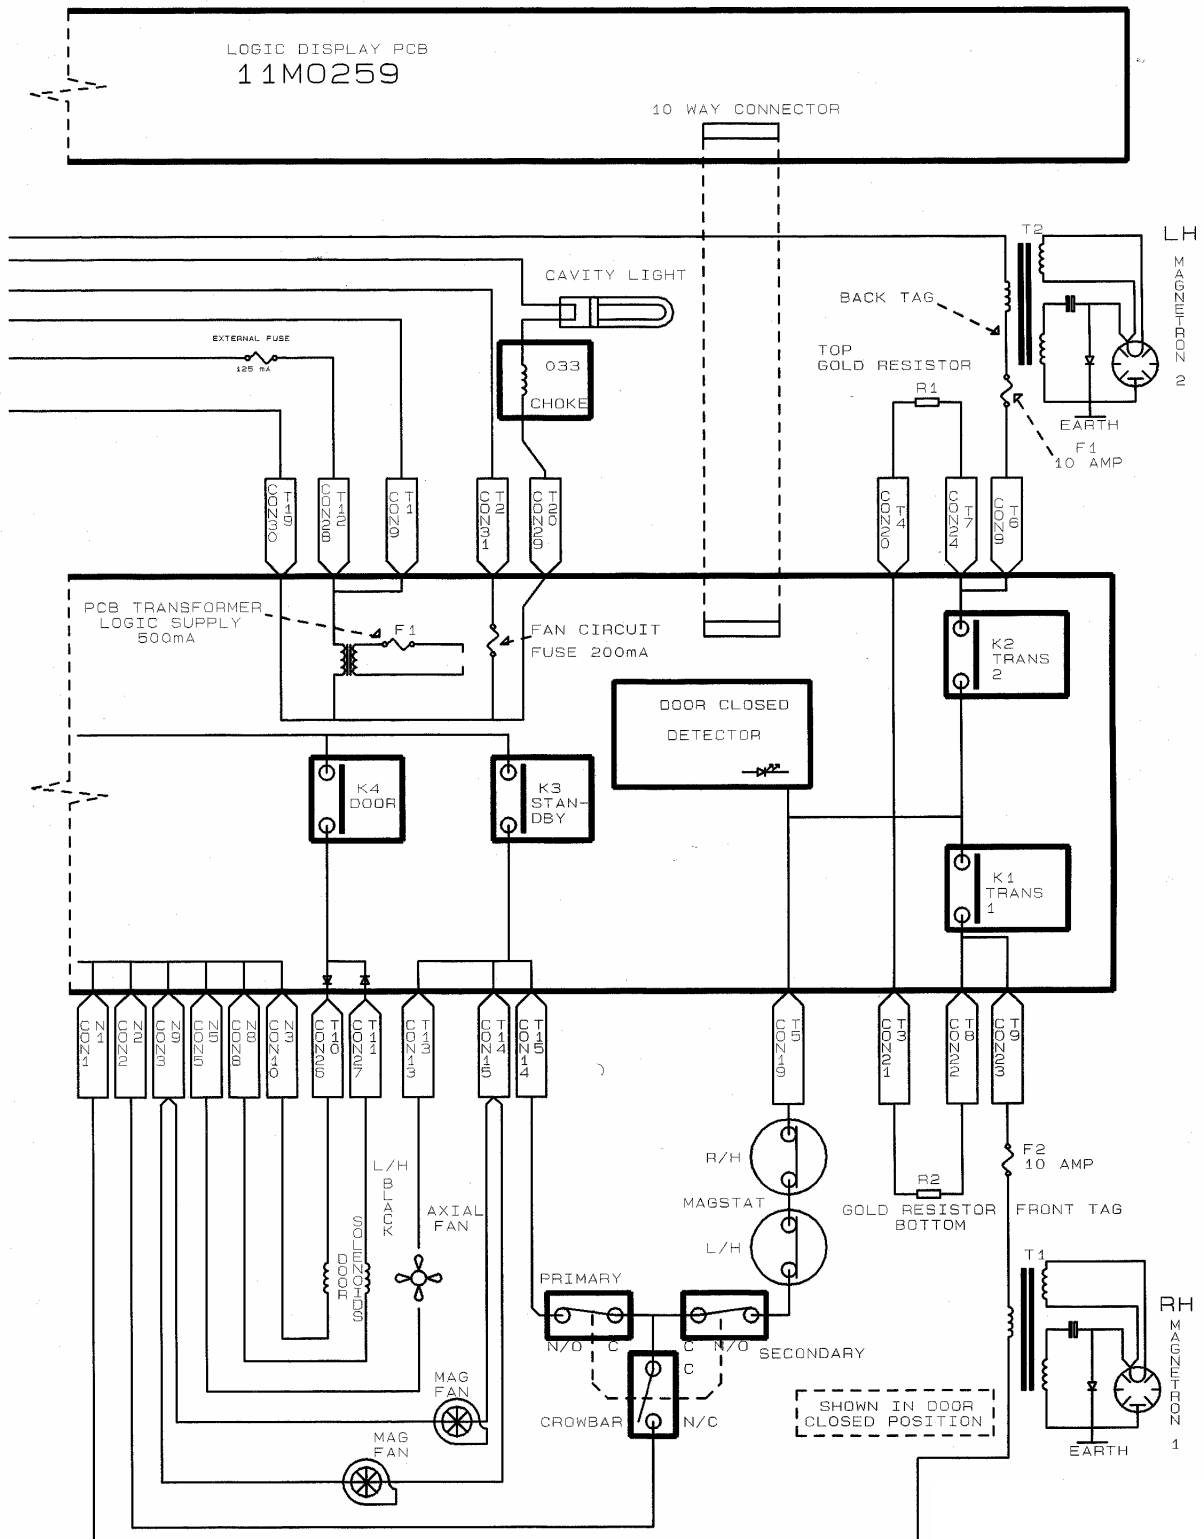 LOGIC DISPLAY PCB
11M0259
10 WAY CONNECTOR
T2
LH
MAGNETRON 2
CAVITY LIGHT
BACK TAG
EXTERNAL FUSE
125 mA
033
CHOKE
TOP
GOLD RESISTOR
R1
EARTH
F1
10 AMP
CON30 T19
CON28 T12
CON9 T1
CON31 T2
CON29 T20
CON20 T4
CON24 T7
CON9 T6
PCB TRANSFORMER
LOGIC SUPPLY
500mA
F1
FAN CIRCUIT
FUSE 200mA
K2
TRANS
2
DOOR CLOSED
DETECTOR
K4
DOOR
K3
STAN-
DBY
K1
TRANS
1
CON1 N1
CON2 N2
CON3 N9
CON5 N5
CON8 N8
CON10 N3
CON26 T10
CON27 T11
CON13 T13
CON15 T14
CON14 T15
CON19 T5
CON21 T3
CON22 T8
CON23 T9
R/H
MAGSTAT
L/H
F2
10 AMP
R2
GOLD RESISTOR
BOTTOM
FRONT TAG
L/H
BLACK
AXIAL
FAN
DOOR
SOLENOIDS
T1
RH
MAGNETRON 1
PRIMARY
N/O C
C N/O
SECONDARY
C
CROWBAR
N/C
MAG
FAN
MAG
FAN
SHOWN IN DOOR
CLOSED POSITION
EARTH